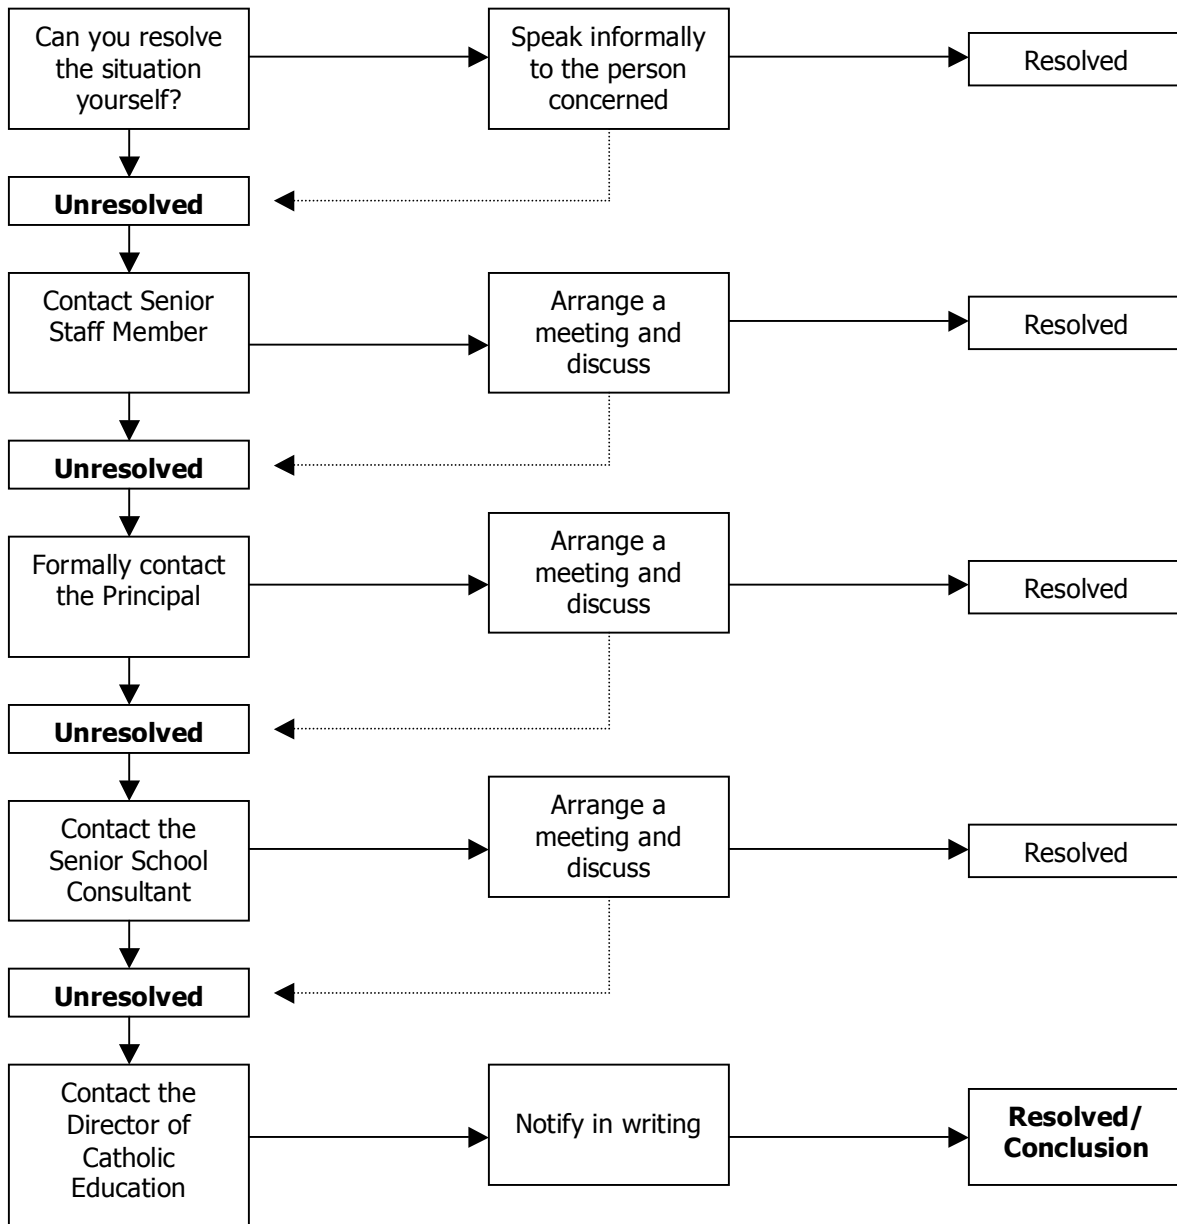 Can you resolve
the situation
yourself?
Speak informally
to the person
concerned
Resolved
Unresolved
Contact Senior
Staff Member
Arrange a
meeting and
discuss
Resolved
Unresolved
Formally contact
the Principal
Arrange a
meeting and
discuss
Resolved
Unresolved
Contact the
Senior School
Consultant
Arrange a
meeting and
discuss
Resolved
Unresolved
Contact the
Director of
Catholic
Education
Notify in writing
Resolved/
Conclusion